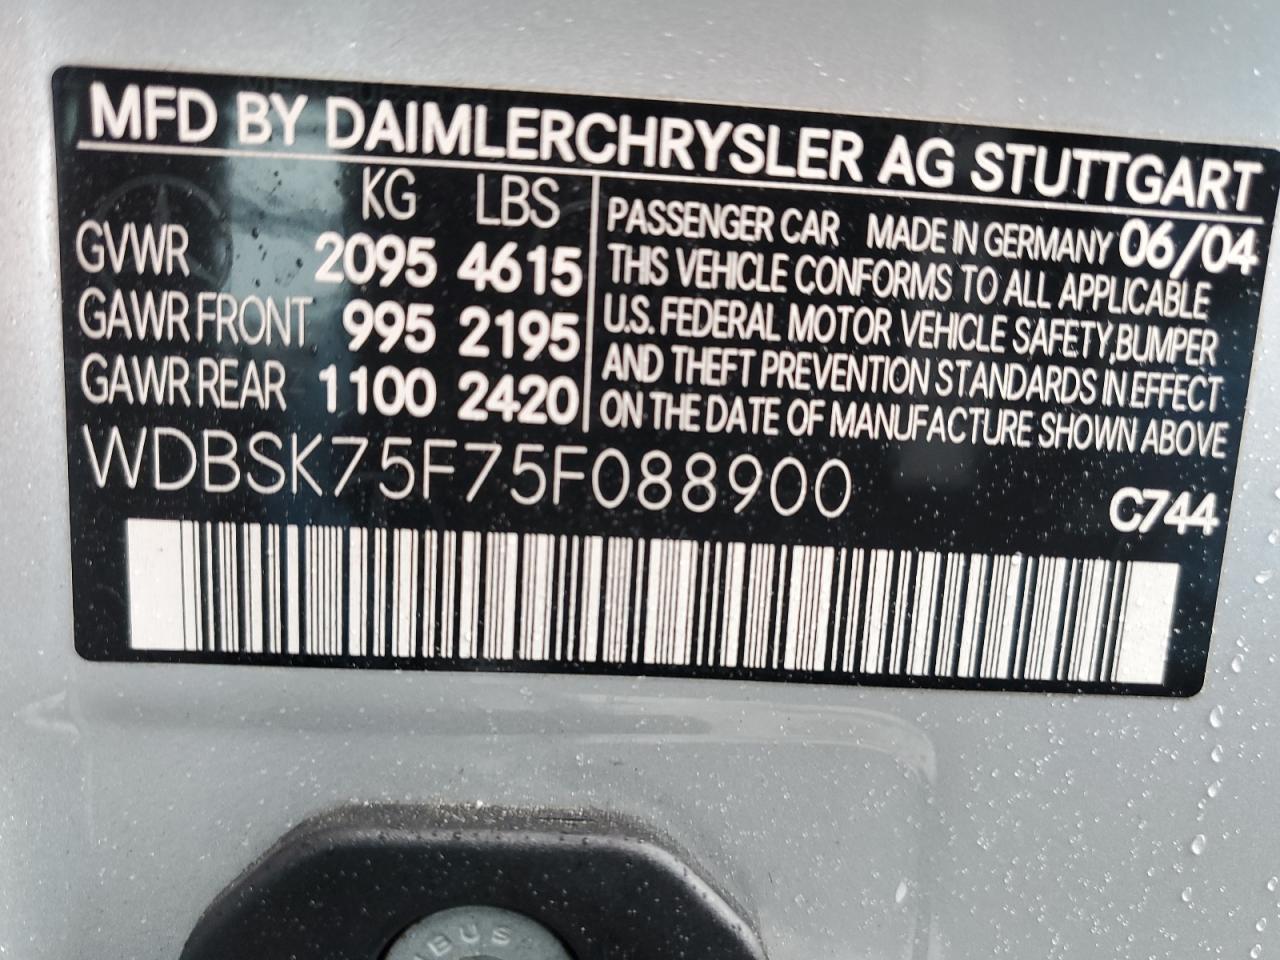 MFD BY DAIMLERCHRYSLER AG STUTTGART
KG LBS
GVWR 2095 4615
GAWR FRONT 995 2195
GAWR REAR 1100 2420
PASSENGER CAR MADE IN GERMANY 06/04
THIS VEHICLE CONFORMS TO ALL APPLICABLE
U.S. FEDERAL MOTOR VEHICLE SAFETY,BUMPER
AND THEFT PREVENTION STANDARDS IN EFFECT
ON THE DATE OF MANUFACTURE SHOWN ABOVE
WDBSK75F75F088900
C744